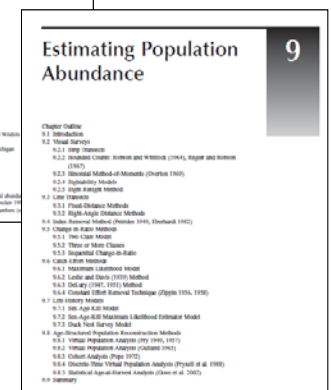 Estimating Population
Abundance
9
Chapter Outline
9.1 Introduction
9.2 Visual Surveys
9.2.1 Strip Transects
9.2.2 Bounded Counts: Robson and Whitlock (1964), Regier and Robson
(1967)
9.2.3 Binomial Method-of-Moments (Overton 1969)
9.2.4 Sightability Models
9.2.5 Sight-Resight Method
9.3 Line Transects
9.3.1 Fixed-Distance Methods
9.3.2 Right-Angle Distance Methods
9.4 Index-Removal Method (Petrides 1949, Eberhardt 1982)
9.5 Change-in-Ratio Methods
9.5.1 Two-Class Model
9.5.2 Three or More Classes
9.5.3 Sequential Change-in-Ratio
9.6 Catch-Effort Methods
9.6.1 Maximum Likelihood Model
9.6.2 Leslie and Davis (1939) Method
9.6.3 DeLury (1947, 1951) Method
9.6.4 Constant Effort Removal Technique (Zippin 1956, 1958)
9.7 Life-History Models
9.7.1 Sex-Age-Kill Model
9.7.2 Sex-Age-Kill Maximum Likelihood Estimator Model
9.7.3 Duck Nest Survey Model
9.8 Age-Structured Population Reconstruction Methods
9.8.1 Virtual Population Analysis (Fry 1949, 1957)
9.8.2 Virtual Population Analysis (Gulland 1965)
9.8.3 Cohort Analysis (Pope 1972)
9.8.4 Discrete-Time Virtual Population Analysis (Fryxell et al. 1988)
9.8.5 Statistical Age-at-Harvest Analysis (Gove et al. 2002)
9.9 Summary